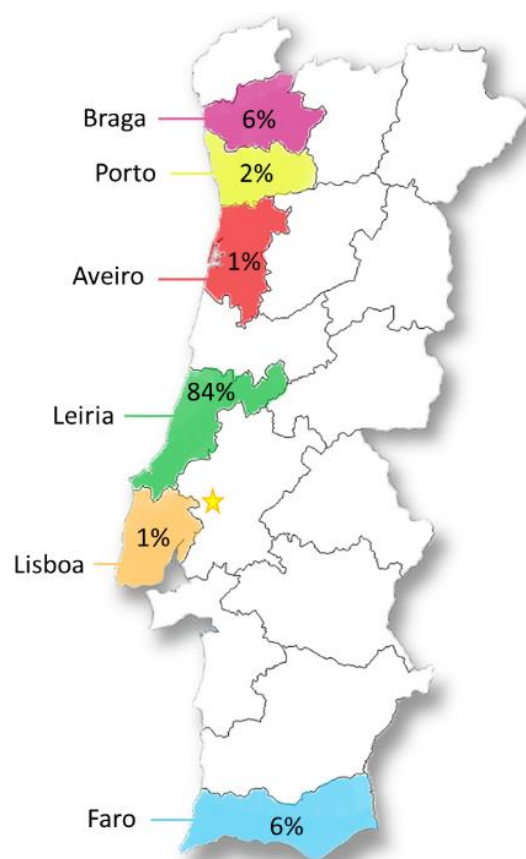 Braga 6%
Porto 2%
Aveiro 1%
Leiria 84%
Lisboa 1%
Faro 6%